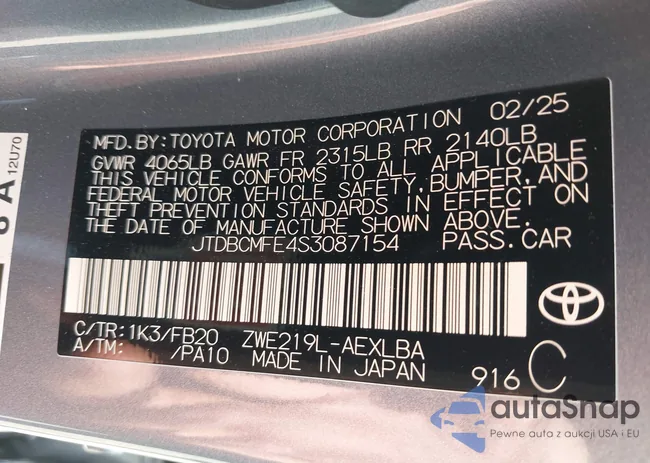 MFD. BY: TOYOTA MOTOR CORPORATION 02/25
GVWR 4065LB GAWR FR 2315LB RR 2140LB
THIS VEHICLE CONFORMS TO ALL APPLICABLE
FEDERAL MOTOR VEHICLE SAFETY, BUMPER, AND
THEFT PREVENTION STANDARDS IN EFFECT ON
THE DATE OF MANUFACTURE SHOWN ABOVE.
JTDBCMFE4S3087154 PASS.CAR
C/TR: 1K3/FB20 ZWE219L-AEXLBA
A/TM: /PA10 MADE IN JAPAN 916 C
12U70
autaSnap
Pewne auta z aukcji USA i EU